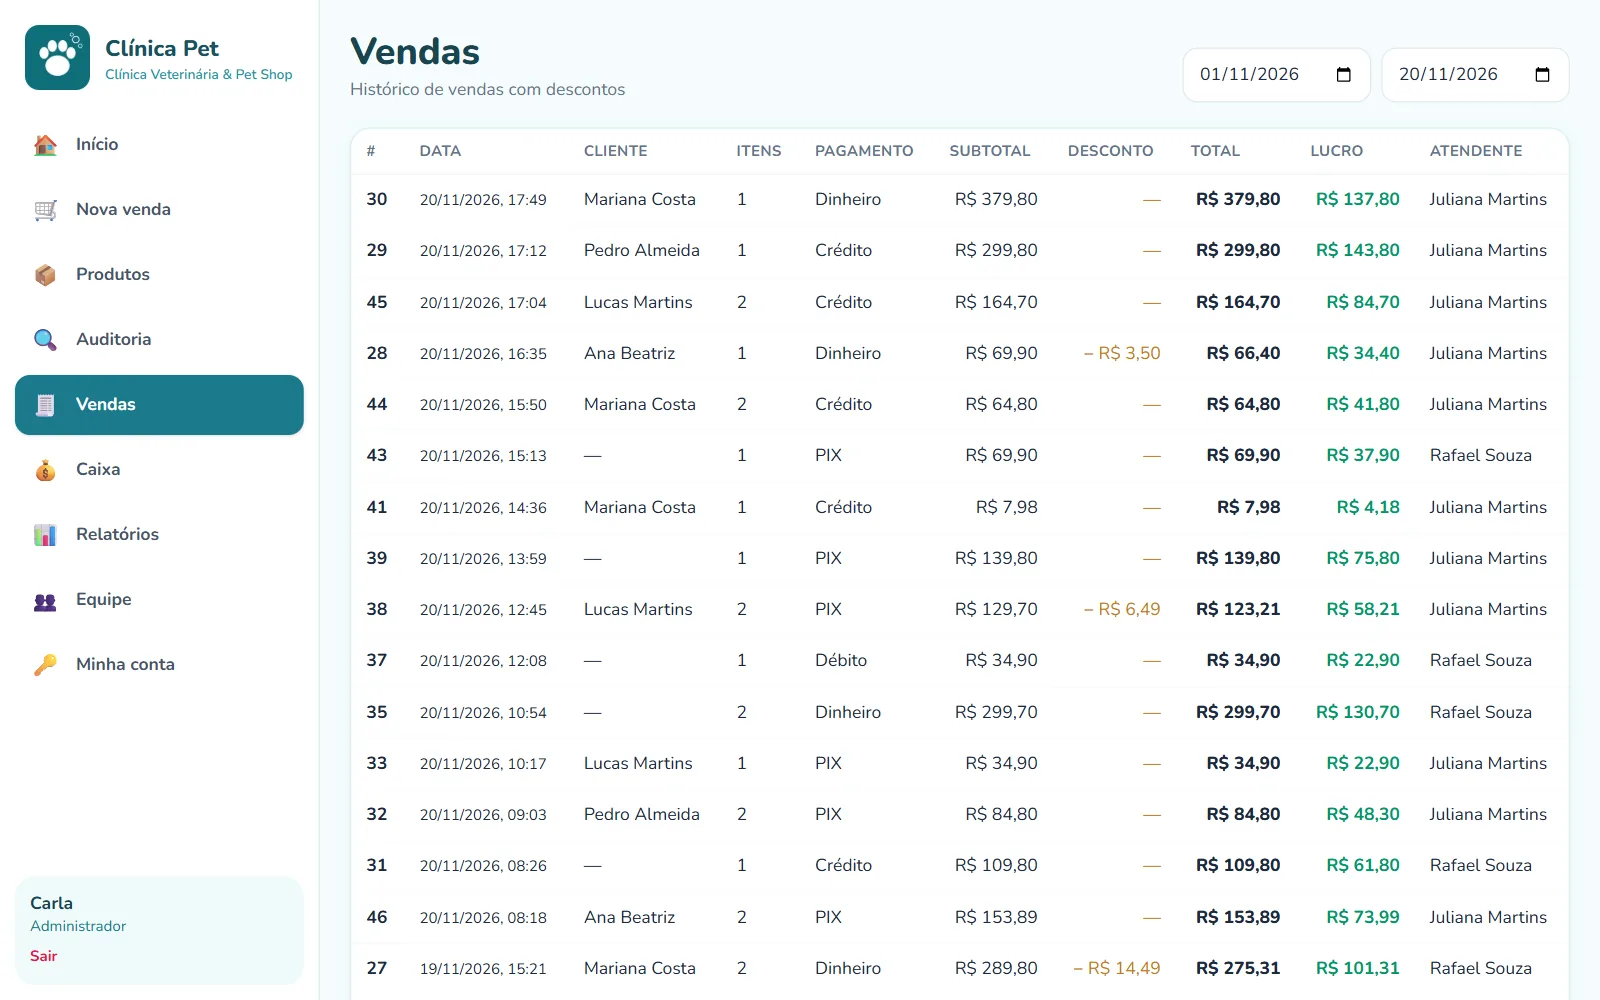 Clínica Pet
Clínica Veterinária & Pet Shop
Início
Nova venda
Produtos
Auditoria
Vendas
Caixa
Relatórios
Equipe
Minha conta
Carla
Administrador
Sair
Vendas
Histórico de vendas com descontos
01/11/2026 20/11/2026
# DATA CLIENTE ITENS PAGAMENTO SUBTOTAL DESCONTO TOTAL LUCRO ATENDENTE
30 20/11/2026, 17:49 Mariana Costa 1 Dinheiro R$ 379,80 — R$ 379,80 R$ 137,80 Juliana Martins
29 20/11/2026, 17:12 Pedro Almeida 1 Crédito R$ 299,80 — R$ 299,80 R$ 143,80 Juliana Martins
45 20/11/2026, 17:04 Lucas Martins 2 Crédito R$ 164,70 — R$ 164,70 R$ 84,70 Juliana Martins
28 20/11/2026, 16:35 Ana Beatriz 1 Dinheiro R$ 69,90 – R$ 3,50 R$ 66,40 R$ 34,40 Juliana Martins
44 20/11/2026, 15:50 Mariana Costa 2 Crédito R$ 64,80 — R$ 64,80 R$ 41,80 Juliana Martins
43 20/11/2026, 15:13 — 1 PIX R$ 69,90 — R$ 69,90 R$ 37,90 Rafael Souza
41 20/11/2026, 14:36 Mariana Costa 1 Crédito R$ 7,98 — R$ 7,98 R$ 4,18 Juliana Martins
39 20/11/2026, 13:59 — 1 PIX R$ 139,80 — R$ 139,80 R$ 75,80 Juliana Martins
38 20/11/2026, 12:45 Lucas Martins 2 PIX R$ 129,70 – R$ 6,49 R$ 123,21 R$ 58,21 Juliana Martins
37 20/11/2026, 12:08 — 1 Débito R$ 34,90 — R$ 34,90 R$ 22,90 Rafael Souza
35 20/11/2026, 10:54 — 2 Dinheiro R$ 299,70 — R$ 299,70 R$ 130,70 Rafael Souza
33 20/11/2026, 10:17 Lucas Martins 1 PIX R$ 34,90 — R$ 34,90 R$ 22,90 Juliana Martins
32 20/11/2026, 09:03 Pedro Almeida 2 PIX R$ 84,80 — R$ 84,80 R$ 48,30 Juliana Martins
31 20/11/2026, 08:26 — 1 Crédito R$ 109,80 — R$ 109,80 R$ 61,80 Rafael Souza
46 20/11/2026, 08:18 Ana Beatriz 2 PIX R$ 153,89 — R$ 153,89 R$ 73,99 Juliana Martins
27 19/11/2026, 15:21 Mariana Costa 2 Dinheiro R$ 289,80 – R$ 14,49 R$ 275,31 R$ 101,31 Rafael Souza